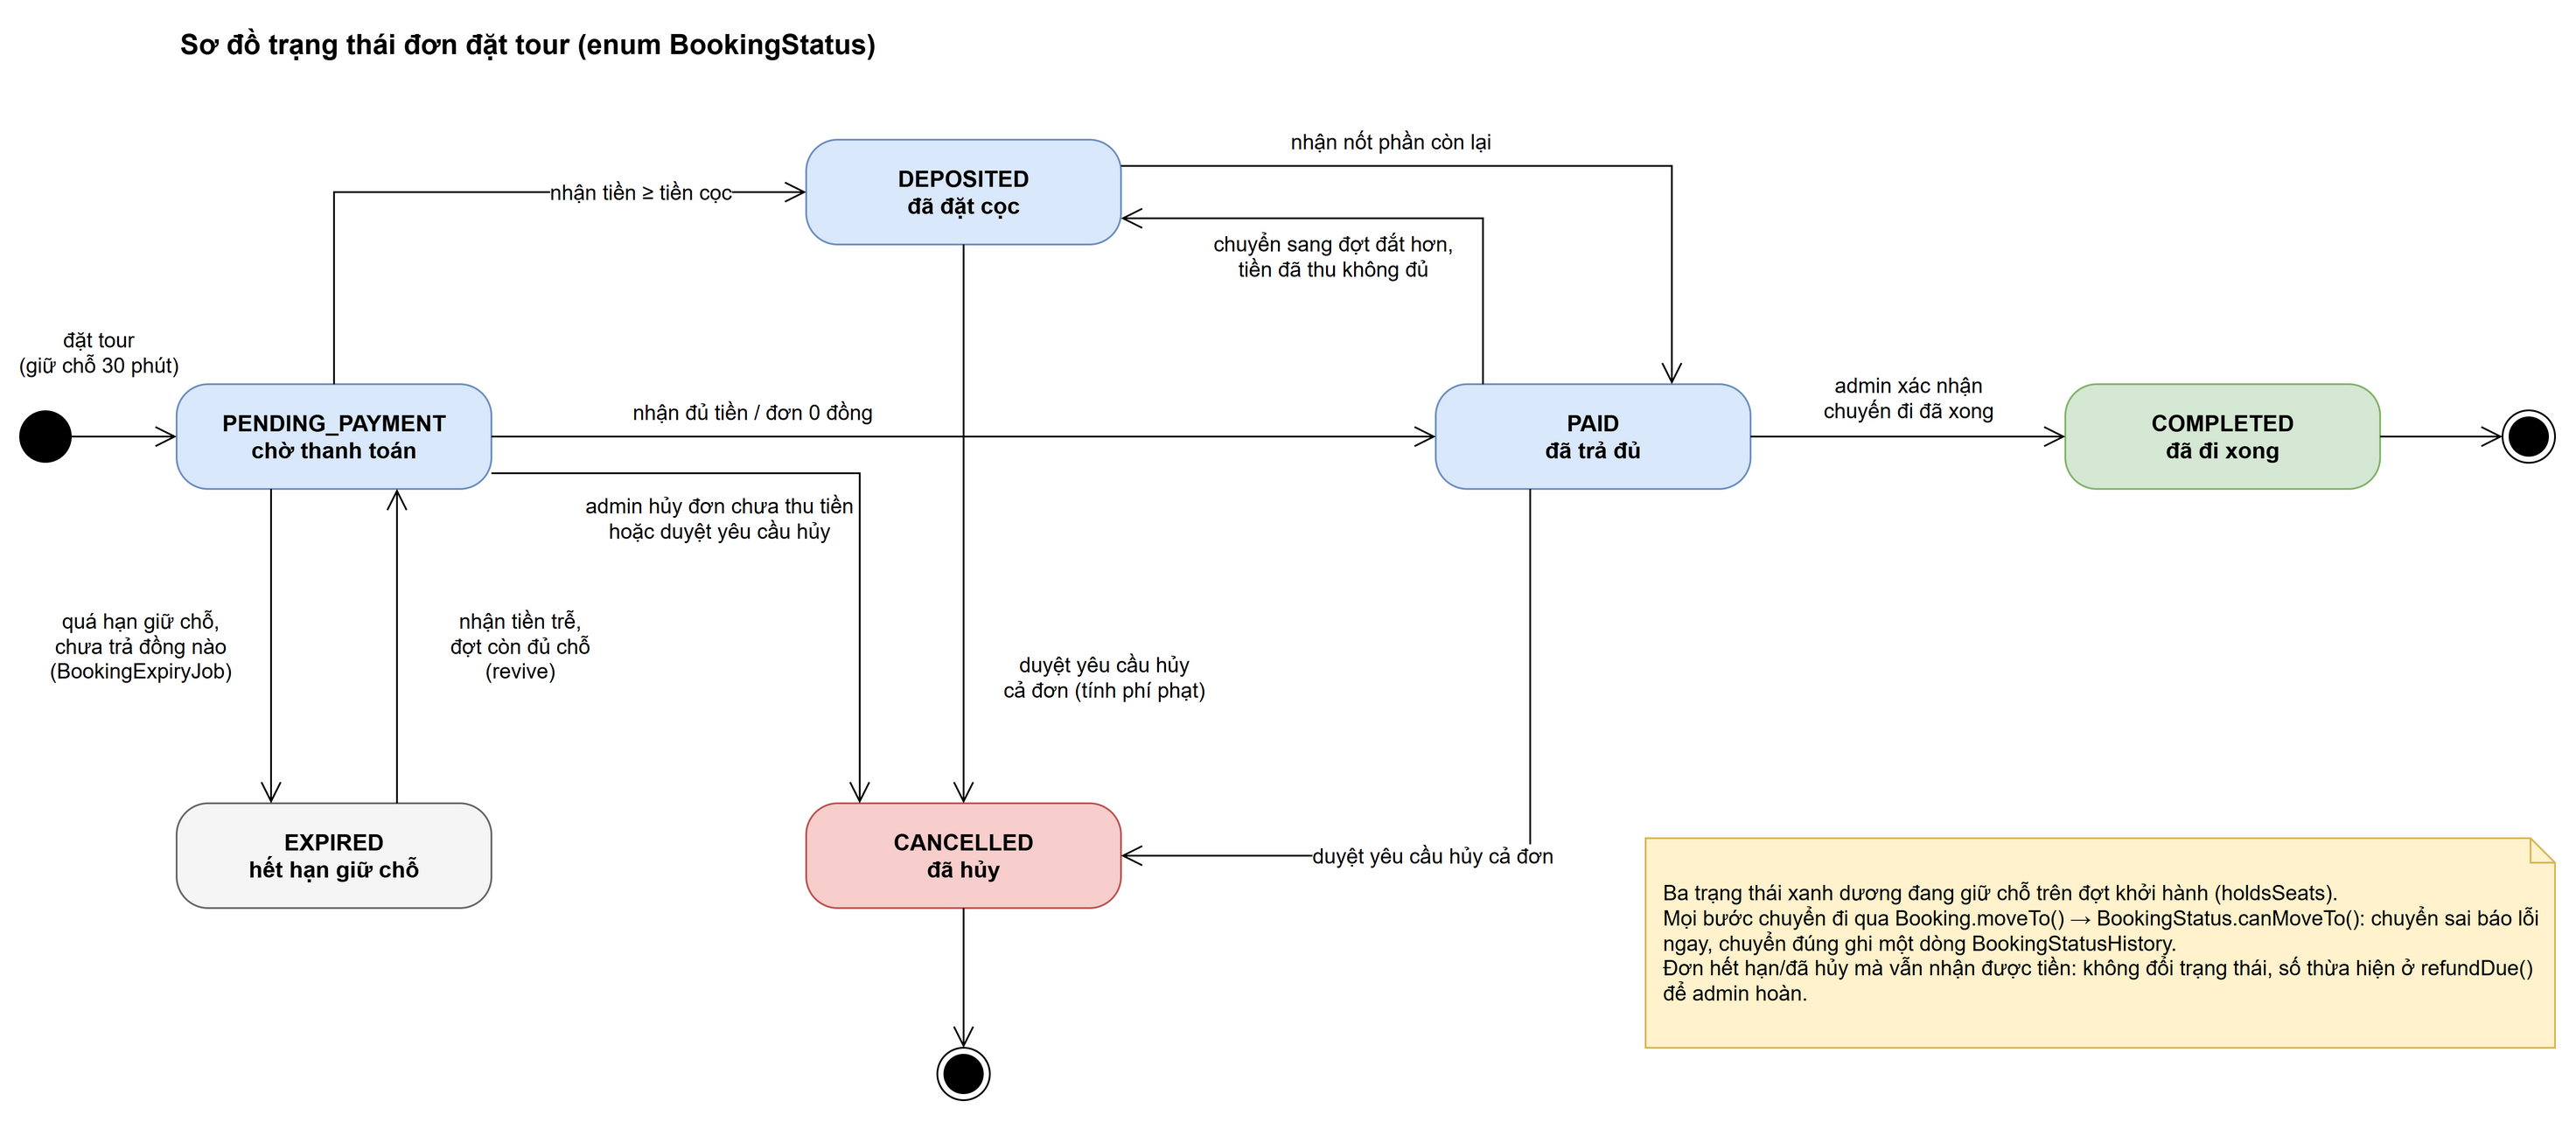 Sơ đồ trạng thái đơn đặt tour (enum BookingStatus)
DEPOSITED
đã đặt cọc
nhận nốt phần còn lại
nhận tiền ≥ tiền cọc
chuyển sang đợt đắt hơn,
tiền đã thu không đủ
đặt tour
(giữ chỗ 30 phút)
PENDING_PAYMENT
chờ thanh toán
nhận đủ tiền / đơn 0 đồng
PAID
đã trả đủ
admin xác nhận
chuyến đi đã xong
COMPLETED
đã đi xong
admin hủy đơn chưa thu tiền
hoặc duyệt yêu cầu hủy
quá hạn giữ chỗ,
chưa trả đồng nào
(BookingExpiryJob)
nhận tiền trễ,
đợt còn đủ chỗ
(revive)
duyệt yêu cầu hủy
cả đơn (tính phí phạt)
EXPIRED
hết hạn giữ chỗ
CANCELLED
đã hủy
duyệt yêu cầu hủy cả đơn
Ba trạng thái xanh dương đang giữ chỗ trên đợt khởi hành (holdsSeats).
Mọi bước chuyển đi qua Booking.moveTo() → BookingStatus.canMoveTo(): chuyển sai báo lỗi
ngay, chuyển đúng ghi một dòng BookingStatusHistory.
Đơn hết hạn/đã hủy mà vẫn nhận được tiền: không đổi trạng thái, số thừa hiện ở refundDue()
để admin hoàn.